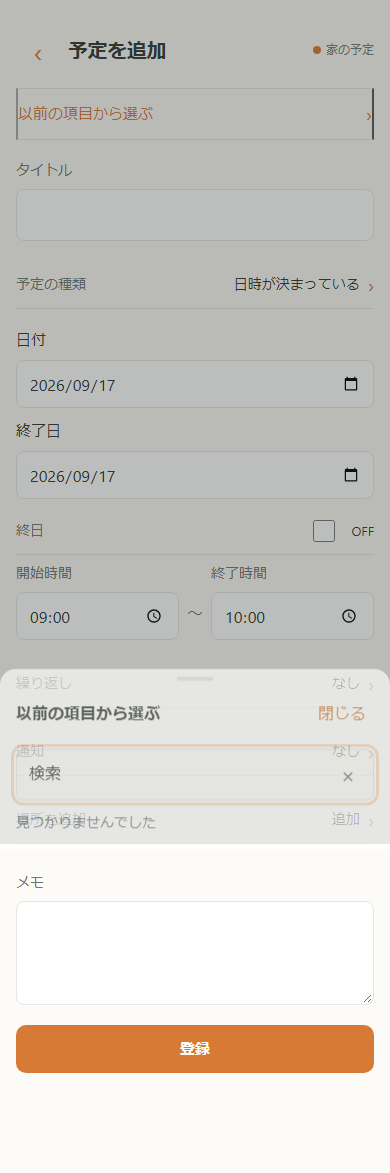 ‹ 予定を追加 家の予定
以前の項目から選ぶ ›
タイトル
予定の種類 日時が決まっている ›
日付
2026/09/17
終了日
2026/09/17
終日 OFF
開始時間 終了時間
09:00 ～ 10:00
繰り返し なし ›
以前の項目から選ぶ 閉じる
通知 なし ›
検索 ×
見つかりませんでした
追加 ›
メモ
登録